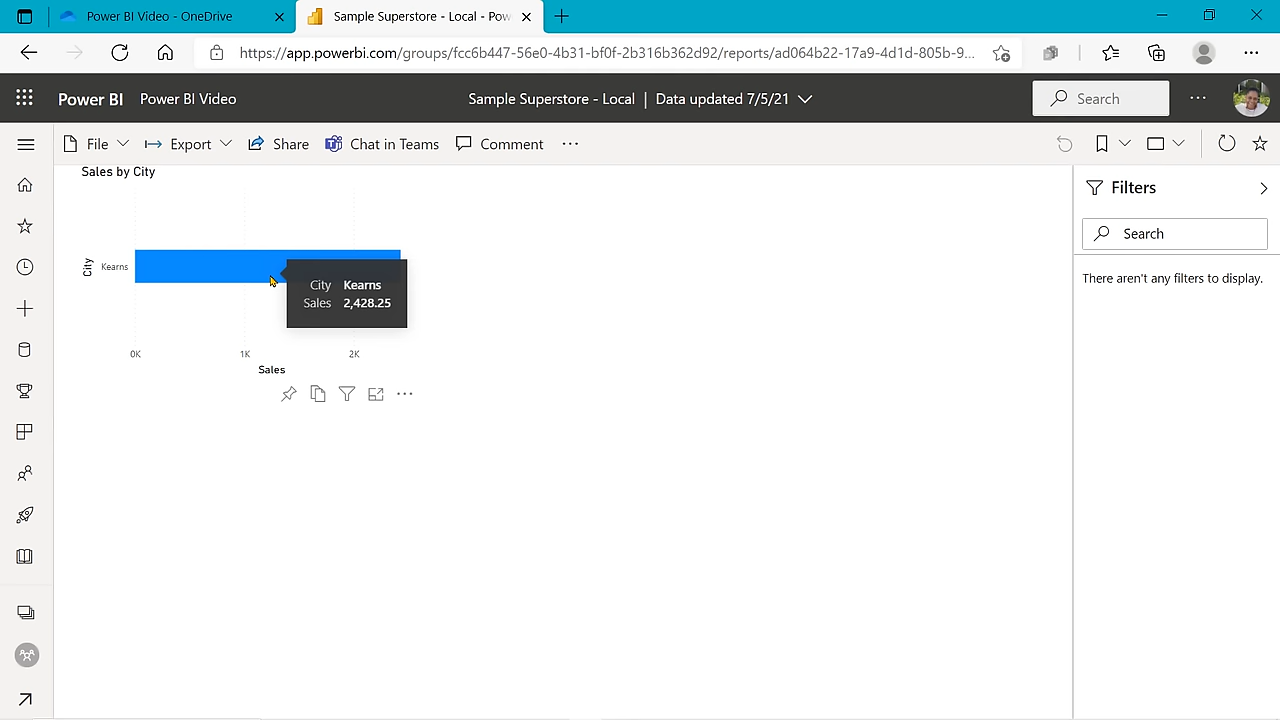 Power BI Video - OneDrive
Sample Superstore - Local - Pow
https://app.powerbi.com/groups/fcc6b447-56e0-4b31-bf0f-2b316b362d92/reports/ad064b22-17a9-4d1d-805b-9...
Power BI Power BI Video
Sample Superstore - Local | Data updated 7/5/21
Search
File Export Share Chat in Teams Comment
Sales by City
Filters
Search
There aren't any filters to display.
City
Kearns
City Kearns
Sales 2,428.25
0K 1K 2K
Sales